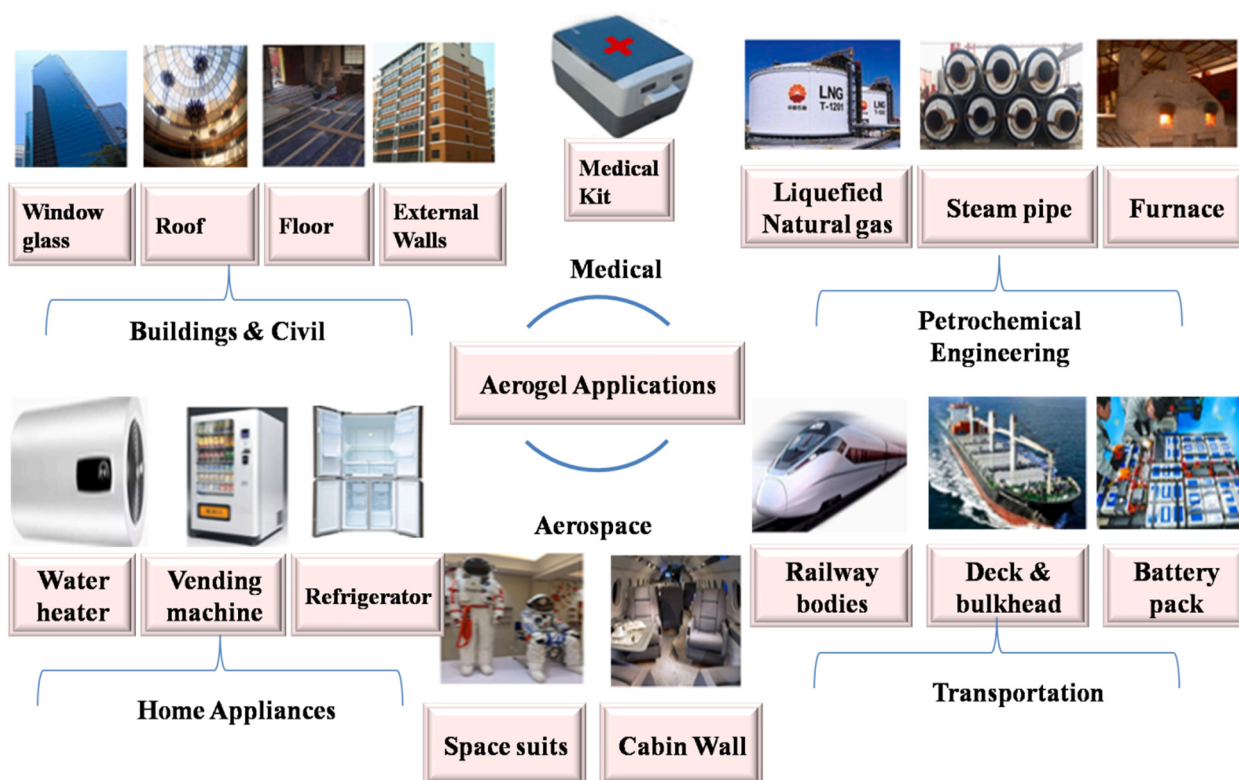 LNG
T-1201
Medical
Kit
Window
glass
Roof
Floor
External
Walls
Liquefied
Natural gas
Steam pipe
Furnace
Medical
Buildings & Civil
Petrochemical
Engineering
Aerogel Applications
Aerospace
Water
heater
Vending
machine
Refrigerator
Railway
bodies
Deck &
bulkhead
Battery
pack
Home Appliances
Transportation
Space suits
Cabin Wall